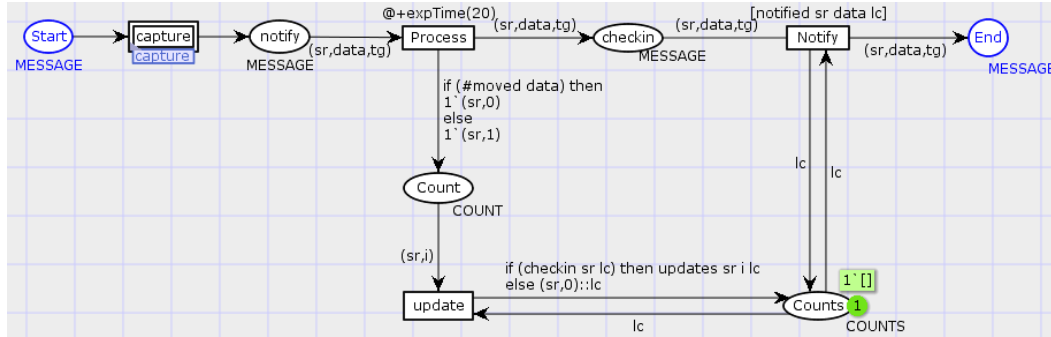 @+expTime(20)
[notified sr data lc]
Start
capture
notify
Process
checkin
Notify
End
(sr,data,tg)
(sr,data,tg)
(sr,data,tg)
(sr,data,tg)
MESSAGE
capture
MESSAGE
MESSAGE
MESSAGE
if (#moved data) then
1`(sr,0)
else
1`(sr,1)
lc
lc
Count
COUNT
(sr,i)
if (checkin sr lc) then updates sr i lc
else (sr,0)::lc
1`[]
update
Counts
1
lc
COUNTS